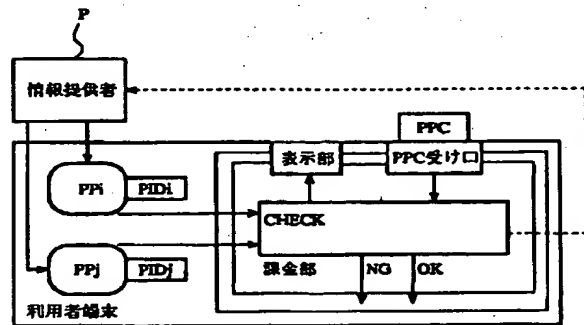 P
情報提供者
PPC
表示部
PPC受け口
PPi
PIDi
CHECK
PPj
PIDj
課金部
NG
OK
利用者端末